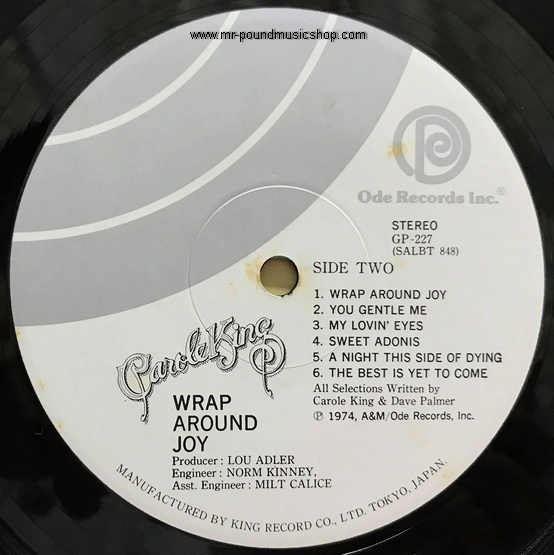 www.mr-poundmusicshop.com
Ode Records Inc.®
STEREO
GP-227
(SALBT 848)
SIDE TWO
1. WRAP AROUND JOY
2. YOU GENTLE ME
3. MY LOVIN' EYES
4. SWEET ADONIS
5. A NIGHT THIS SIDE OF DYING
6. THE BEST IS YET TO COME
All Selections Written by
Carole King & Dave Palmer
℗ 1974, A&M/Ode Records, Inc.
Carole King
WRAP
AROUND
JOY
Producer : LOU ADLER
Engineer : NORM KINNEY,
Asst. Engineer : MILT CALICE
MANUFACTURED BY KING RECORD CO., LTD. TOKYO, JAPAN.